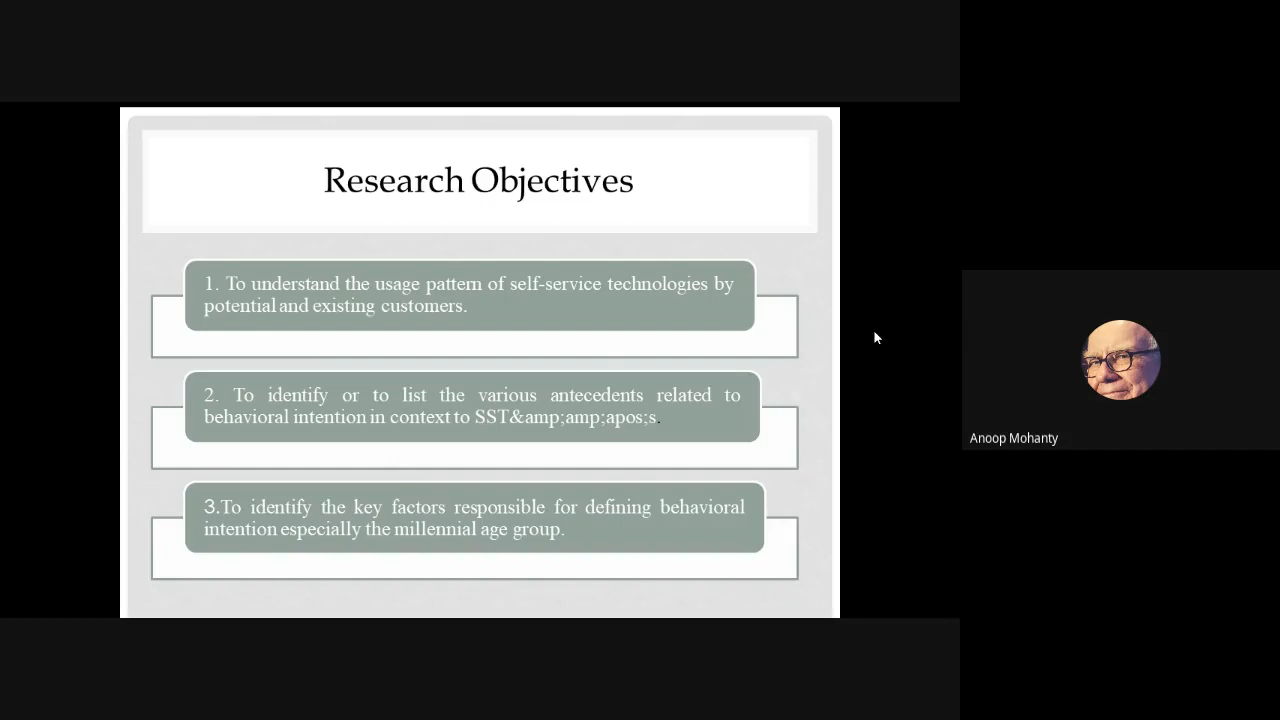 Research Objectives
1. To understand the usage pattern of self-service technologies by
potential and existing customers.
2. To identify or to list the various antecedents related to
behavioral intention in context to SST&amp;amp;apos;s.
3.To identify the key factors responsible for defining behavioral
intention especially the millennial age group.
Anoop Mohanty